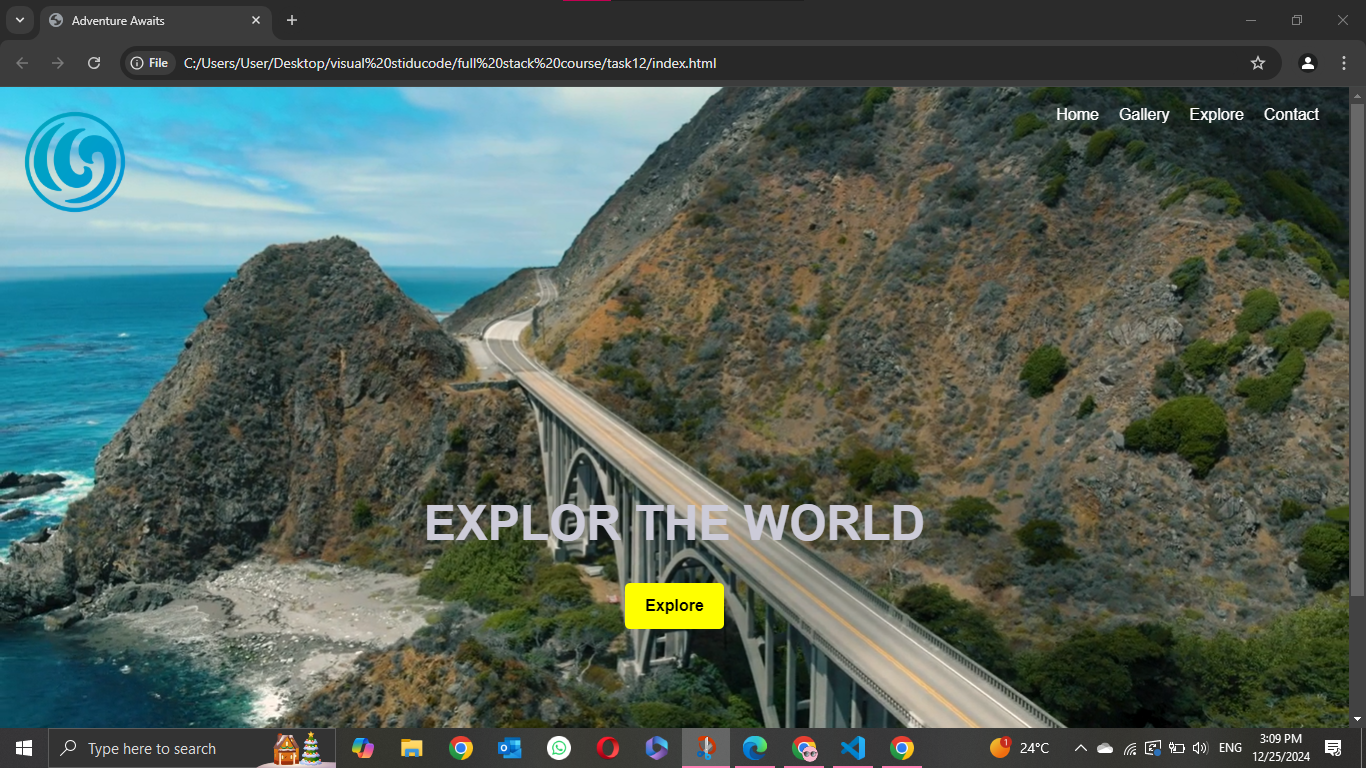 Adventure Awaits
File
C:/Users/User/Desktop/visual%20stiducode/full%20stack%20course/task12/index.html
Home Gallery Explore Contact
EXPLOR THE WORLD
Explore
Type here to search
1
24°C
ENG
3:09 PM
12/25/2024